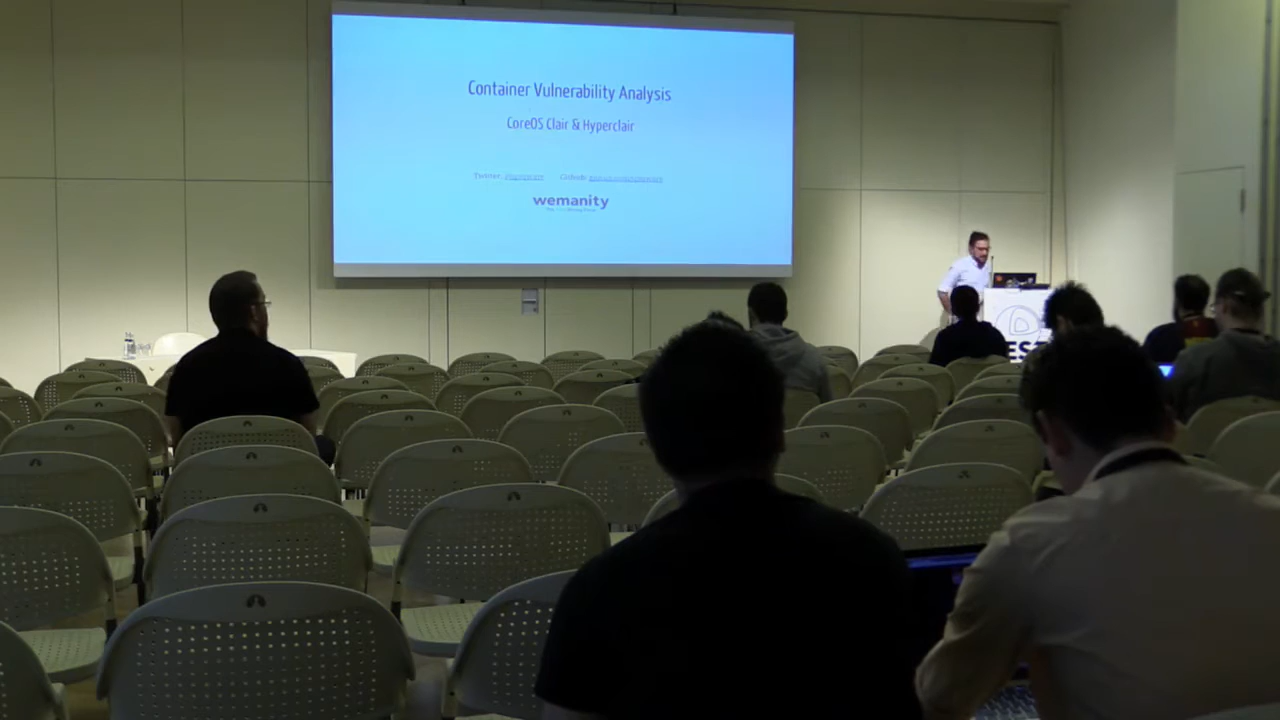 Container Vulnerability Analysis
CoreOS Clair & Hyperclair
Twitter: Github:
wemanity